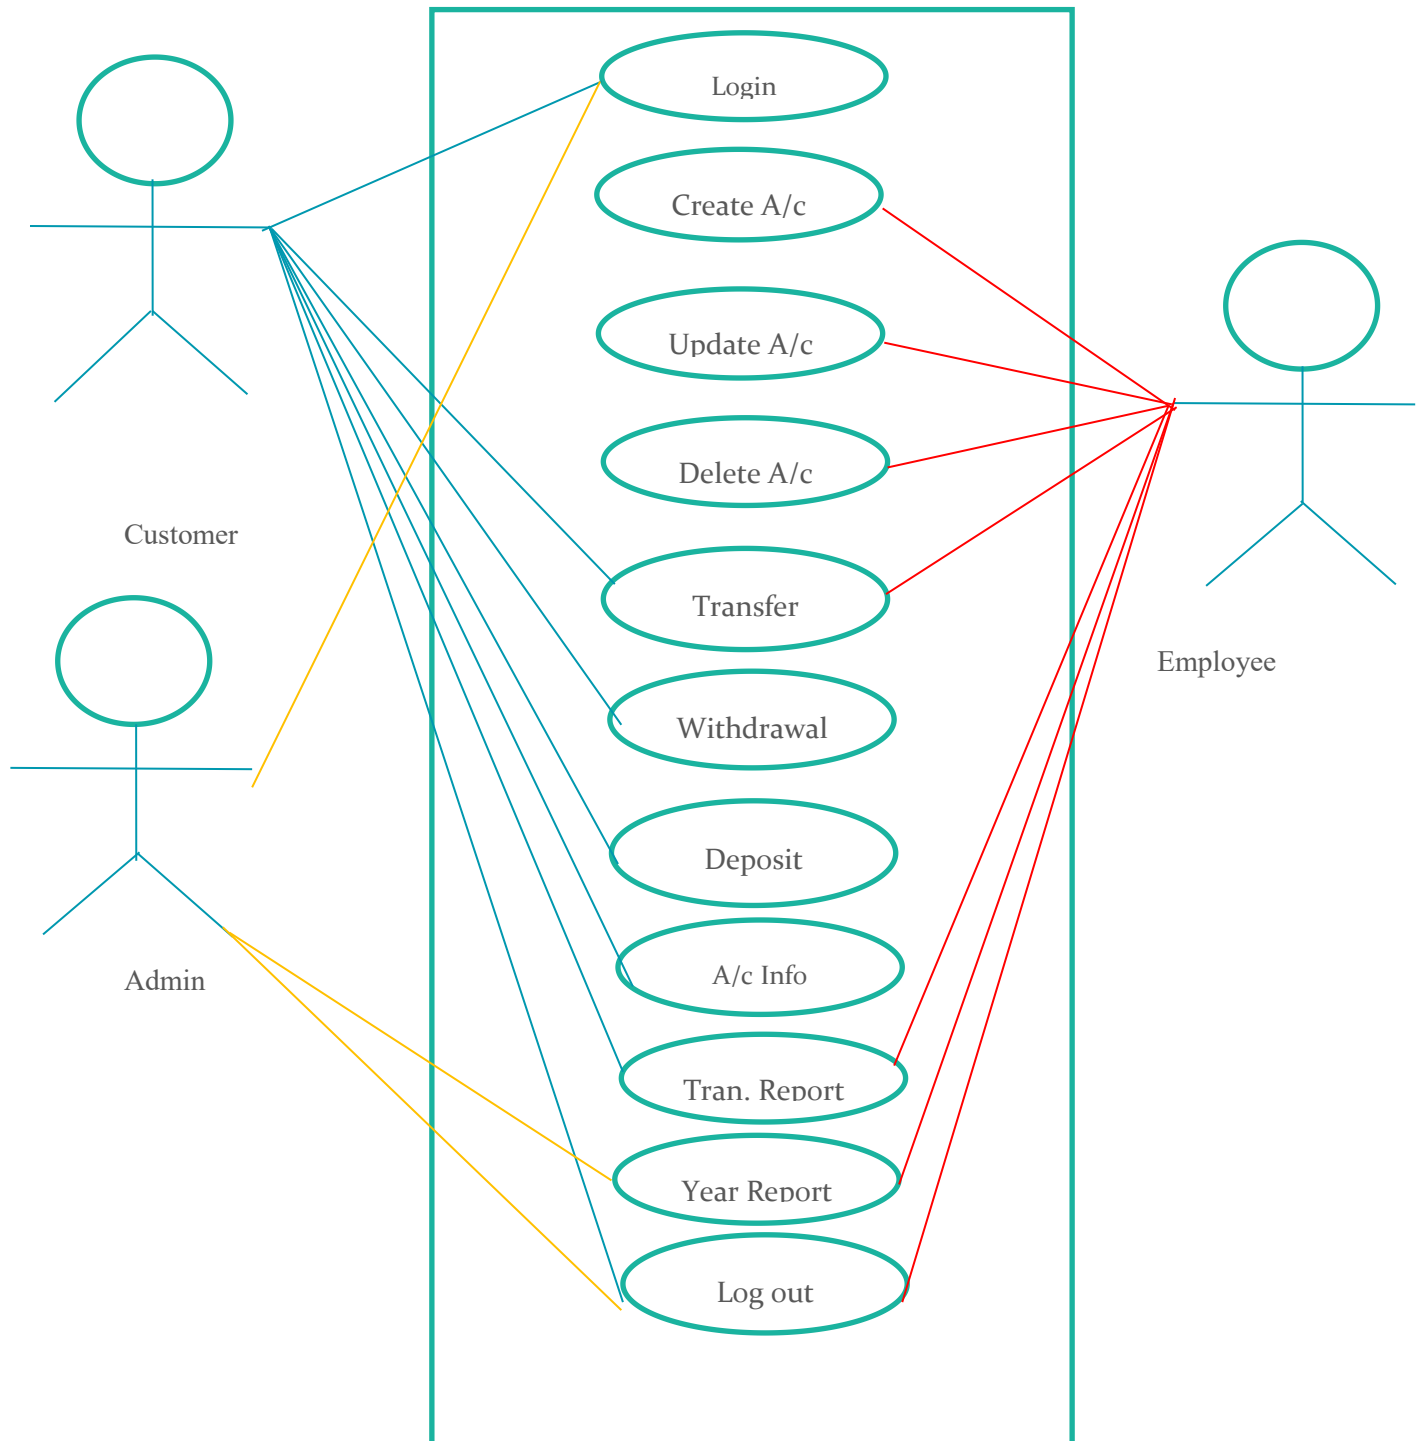 Login
Create A/c
Update A/c
Delete A/c
Customer
Transfer
Employee
Withdrawal
Deposit
A/c Info
Admin
Tran. Report
Year Report
Log out